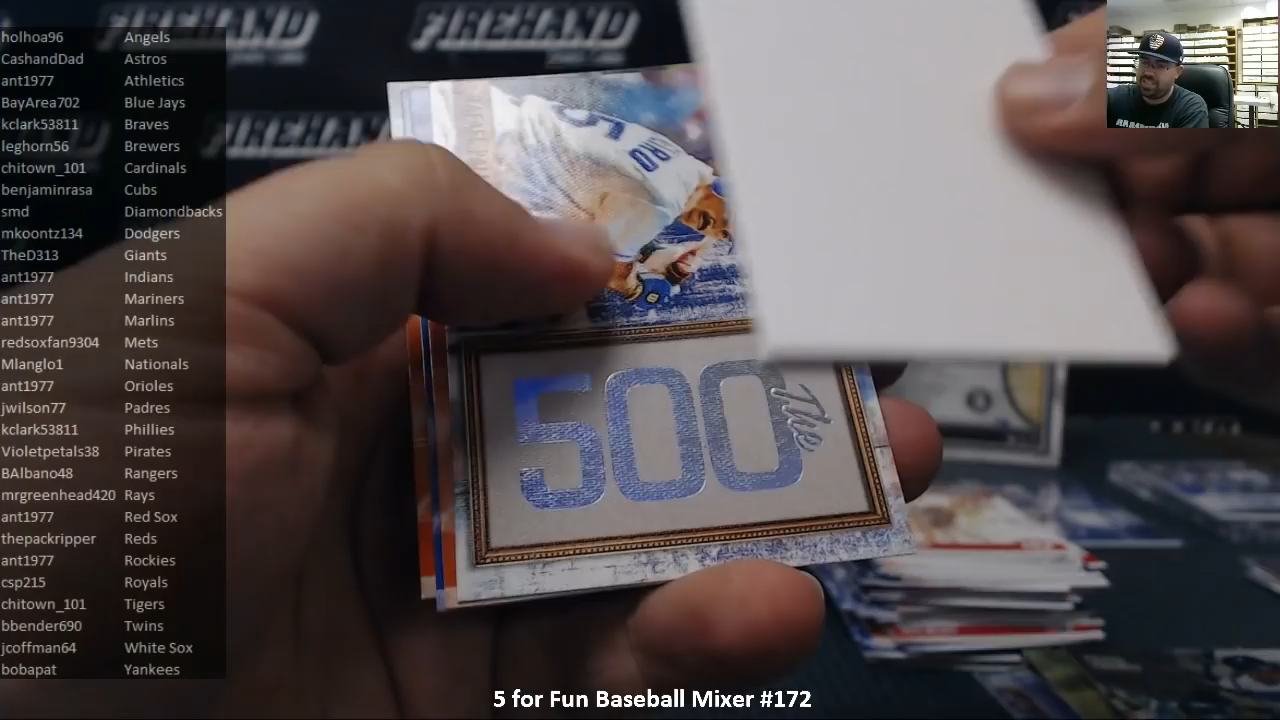 FIREHAND FIREHAND
holhoa96 Angels
CashandDad Astros
ant1977 Athletics
BayArea702 Blue Jays
kclark53811 Braves
leghorn56 Brewers
chitown_101 Cardinals
benjaminrasa Cubs
smd Diamondbacks
mkoontz134 Dodgers
TheD313 Giants
ant1977 Indians
ant1977 Mariners
ant1977 Marlins
redsoxfan9304 Mets
Mlanglo1 Nationals
ant1977 Orioles
jwilson77 Padres
kclark53811 Phillies
Violetpetals38 Pirates
BAlbano48 Rangers
mrgreenhead420 Rays
ant1977 Red Sox
thepackripper Reds
ant1977 Rockies
csp215 Royals
chitown_101 Tigers
bbender690 Twins
jcoffman64 White Sox
bobapat Yankees
FIREHAND
The
500
5 for Fun Baseball Mixer #172